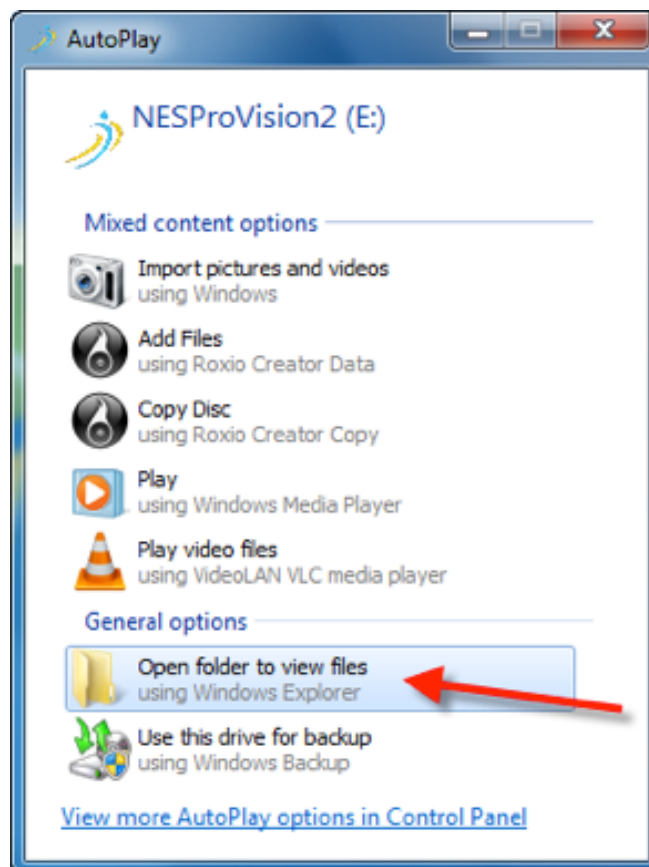 AutoPlay
NESProVision2 (E:)
Mixed content options
Import pictures and videos
using Windows
Add Files
using Roxio Creator Data
Copy Disc
using Roxio Creator Copy
Play
using Windows Media Player
Play video files
using VideoLAN VLC media player
General options
Open folder to view files
using Windows Explorer
Use this drive for backup
using Windows Backup
View more AutoPlay options in Control Panel